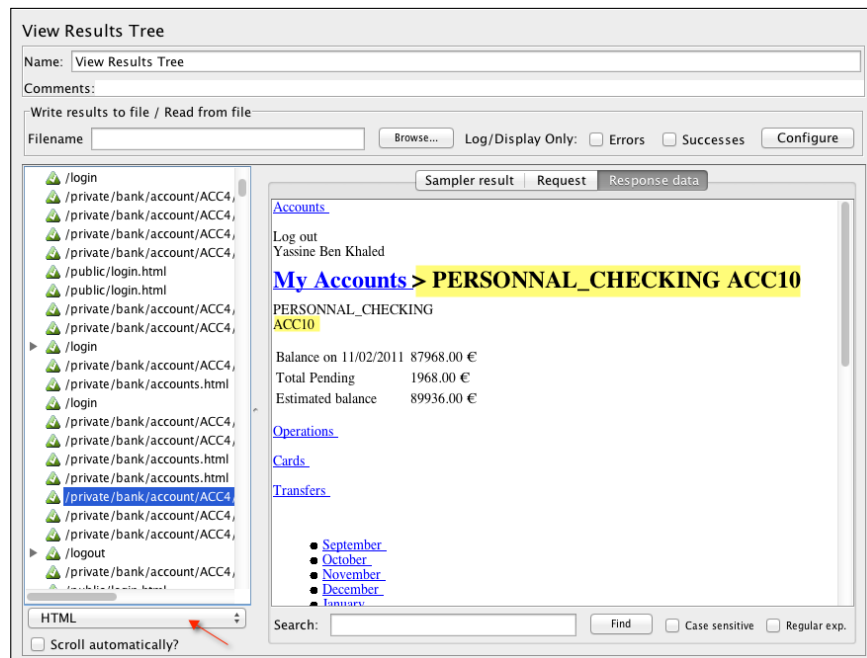 View Results Tree
Name: View Results Tree
Comments:
Write results to file / Read from file
Filename Browse... Log/Display Only: Errors Successes Configure
/login
/private/bank/account/ACC4/
/private/bank/account/ACC4/
/private/bank/account/ACC4/
/private/bank/account/ACC4/
/public/login.html
/public/login.html
/private/bank/account/ACC4/
/private/bank/account/ACC4/
/login
/private/bank/account/ACC4/
/private/bank/accounts.html
/login
/private/bank/account/ACC4/
/private/bank/account/ACC4/
/private/bank/accounts.html
/private/bank/accounts.html
/private/bank/account/ACC4/
/private/bank/account/ACC4/
/private/bank/account/ACC4/
/logout
/private/bank/account/ACC4/
/public/login.html
HTML
Scroll automatically?
Sampler result Request Response data
Accounts
Log out
Yassine Ben Khaled
My Accounts > PERSONNAL_CHECKING ACC10
PERSONNAL_CHECKING
ACC10
Balance on 11/02/2011 87968.00 €
Total Pending 1968.00 €
Estimated balance 89936.00 €
Operations
Cards
Transfers
September
October
November
December
January
Search: Find Case sensitive Regular exp.